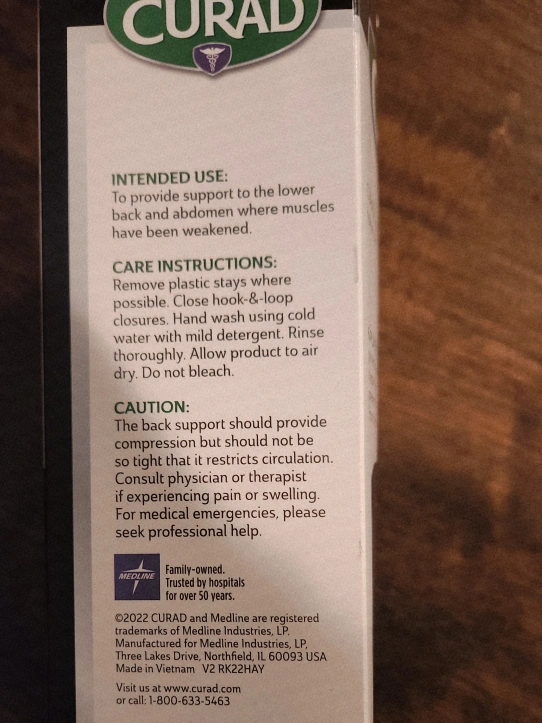 CURAD
INTENDED USE:
To provide support to the lower
back and abdomen where muscles
have been weakened.
CARE INSTRUCTIONS:
Remove plastic stays where
possible. Close hook-&-loop
closures. Hand wash using cold
water with mild detergent. Rinse
thoroughly. Allow product to air
dry. Do not bleach.
CAUTION:
The back support should provide
compression but should not be
so tight that it restricts circulation.
Consult physician or therapist
if experiencing pain or swelling.
For medical emergencies, please
seek professional help.
MEDLINE
Family-owned.
Trusted by hospitals
for over 50 years.
©2022 CURAD and Medline are registered
trademarks of Medline Industries, LP.
Manufactured for Medline Industries, LP,
Three Lakes Drive, Northfield, IL 60093 USA
Made in Vietnam V2 RK22HAY
Visit us at www.curad.com
or call: 1-800-633-5463